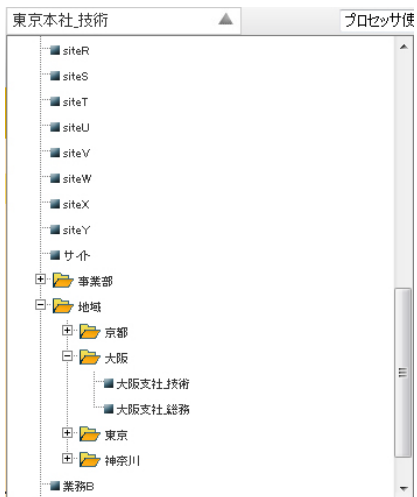 東京本社_技術
プロセッサ使
siteR
siteS
siteT
siteU
siteV
siteW
siteX
siteY
サイト
事業部
地域
京都
大阪
大阪支社_技術
大阪支社_総務
東京
神奈川
業務B